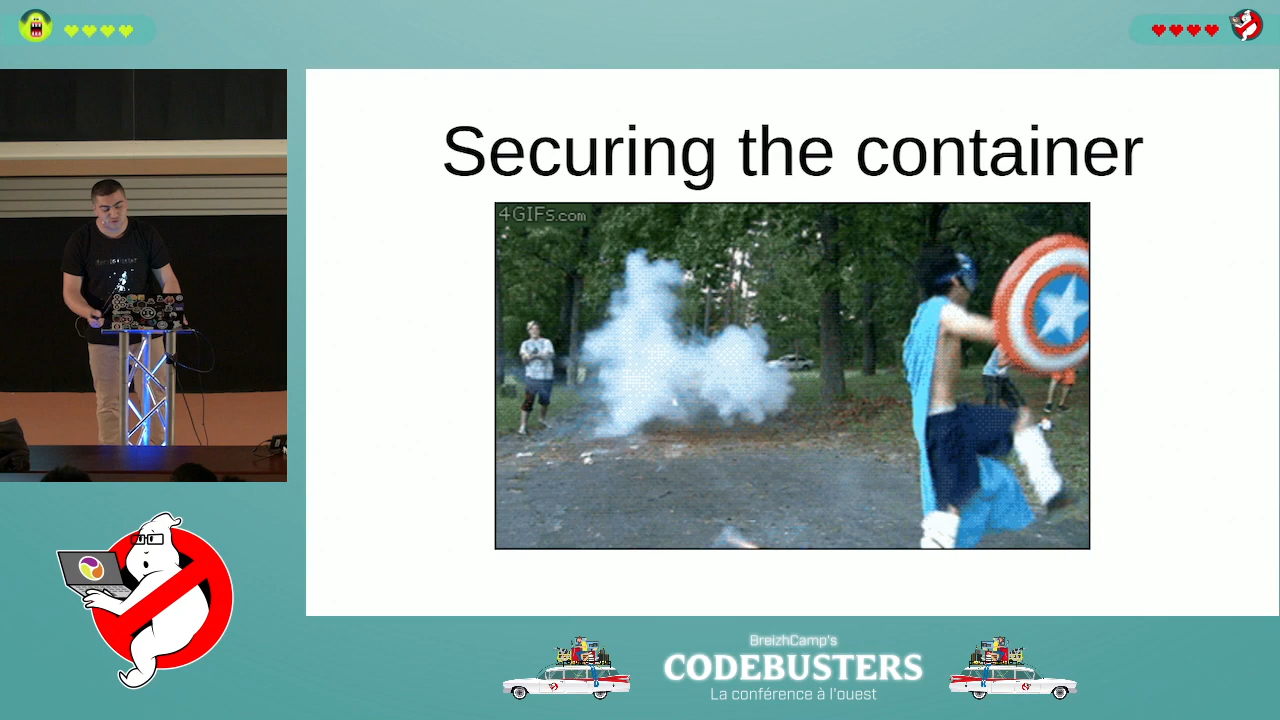 Securing the container
4GIFs.com
BreizhCamp's
CODEBUSTERS
La conférence à l'ouest